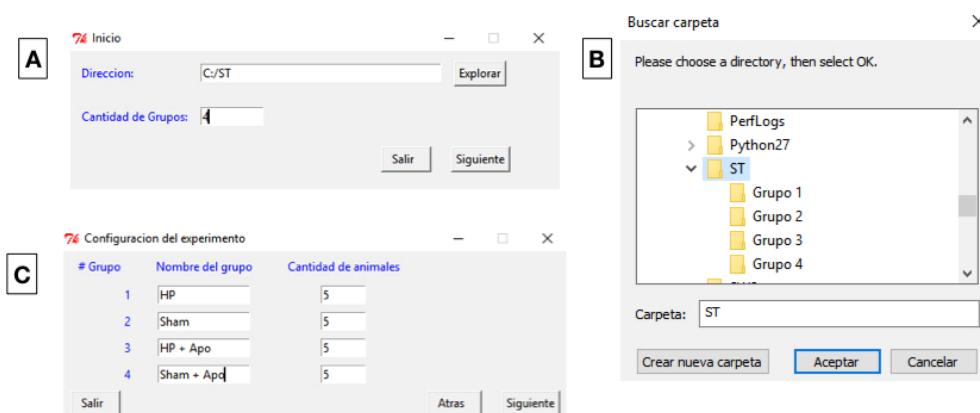 A
Inicio
Direccion: C:/ST Explorar
Cantidad de Grupos: 4
Salir Siguiente
B
Buscar carpeta
Please choose a directory, then select OK.
PerfLogs
Python27
ST
Grupo 1
Grupo 2
Grupo 3
Grupo 4
Carpeta: ST
Crear nueva carpeta Aceptar Cancelar
C
Configuracion del experimento
# Grupo Nombre del grupo Cantidad de animales
1 HP 5
2 Sham 5
3 HP + Apo 5
4 Sham + Apo 5
Salir Atras Siguiente